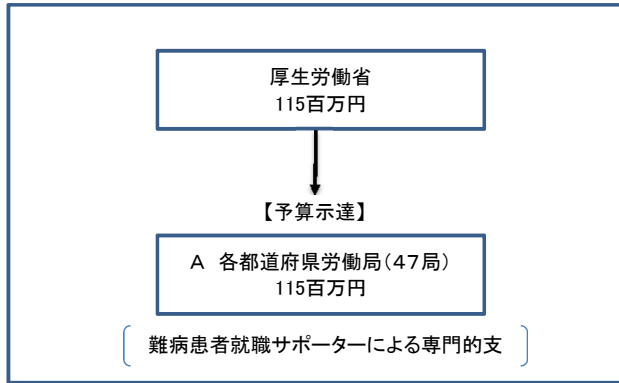 厚生労働省
115百万円
【予算示達】
A 各都道府県労働局(47局)
115百万円
難病患者就職サポーターによる専門的支